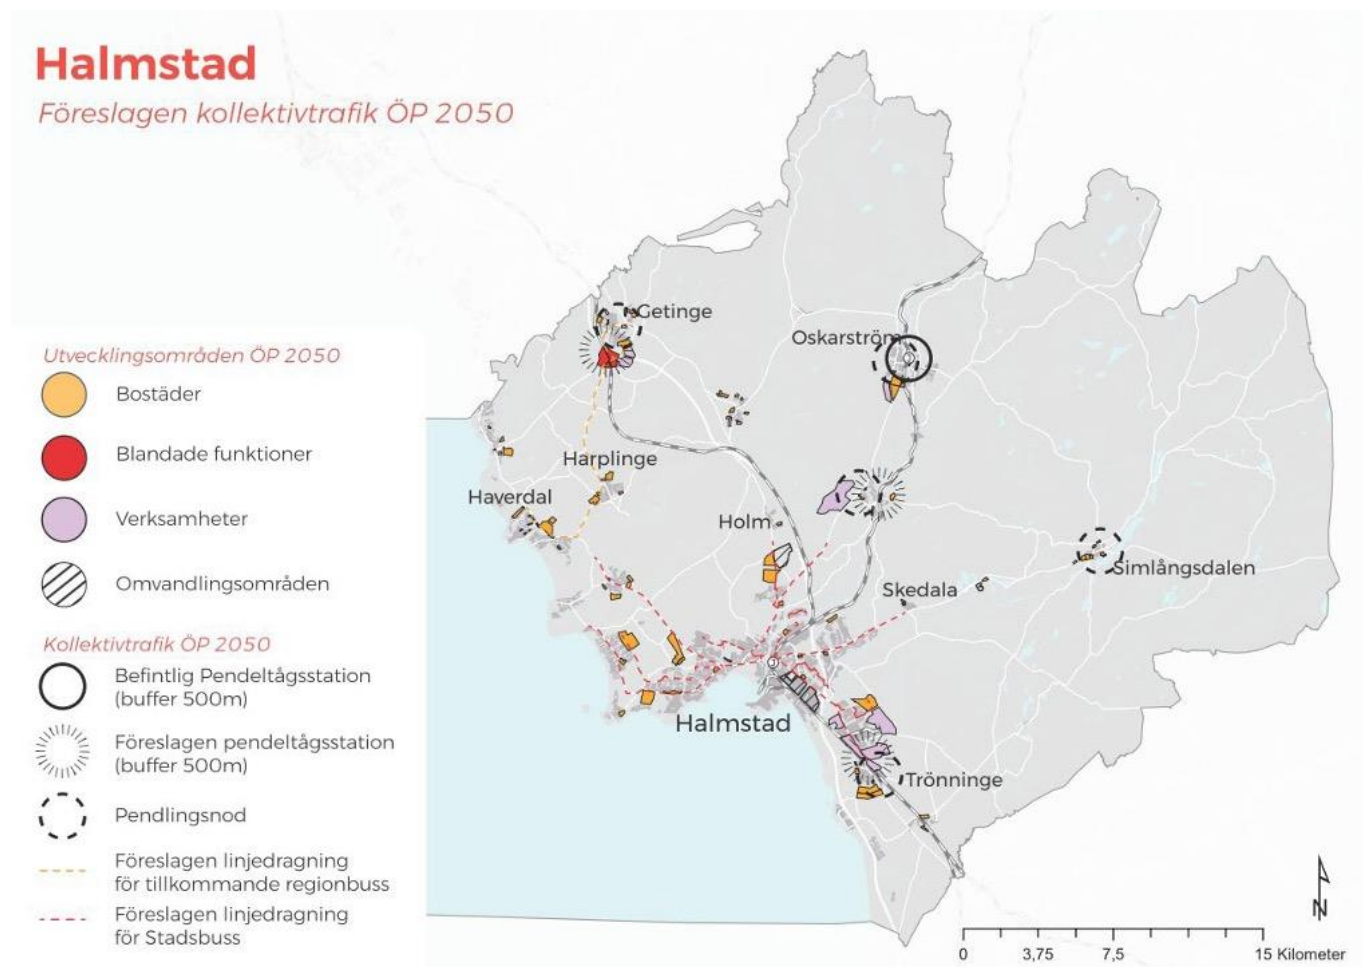 Halmstad
Föreslagen kollektivtrafik ÖP 2050
Utvecklingsområden ÖP 2050
Bostäder
Blandade funktioner
Verksamheter
Omvandlingsområden
Kollektivtrafik ÖP 2050
Befintlig Pendeltågsstation
(buffer 500m)
Föreslagen pendeltågsstation
(buffer 500m)
Pendlingsnod
Föreslagen linjedragning
för tillkommande regionbuss
Föreslagen linjedragning
för Stadsbuss
Getinge
Oskarström
Harplinge
Haverdal
Holm
Simlångsdalen
Skedala
Halmstad
Trönninge
N
0 3,75 7,5 15 Kilometer